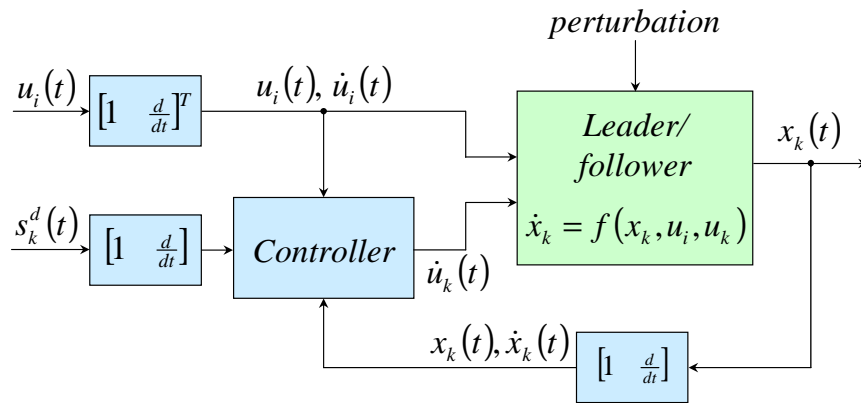 perturbation
u_i(t)
[1 d/dt]^T
u_i(t), u̇_i(t)
Leader/
follower
ẋ_k = f(x_k, u_i, u_k)
x_k(t)
s_k^d(t)
[1 d/dt]
Controller
u̇_k(t)
x_k(t), ẋ_k(t)
[1 d/dt]